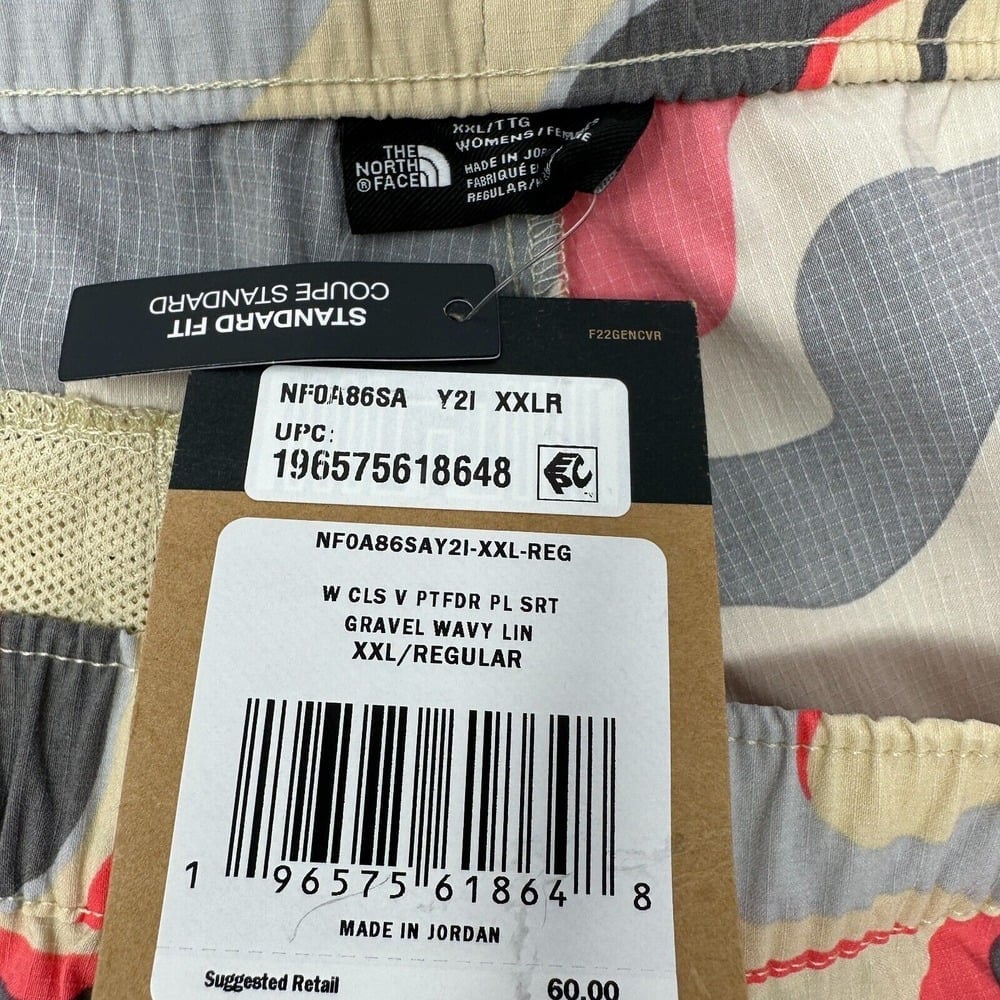 XXL/TTG
WOMENS/FEMME
THE
NORTH
®FACE
MADE IN
FABRIQUÉ
REGULAR/
STANDARD FIT
COUPE STANDARD
F22GENCVR
NF0A86SA Y2I XXLR
UPC:
196575618648
NF0A86SAY2I-XXL-REG
W CLS V PTFDR PL SRT
GRAVEL WAVY LIN
XXL/REGULAR
1 96575 61864 8
MADE IN JORDAN
Suggested Retail 60.00